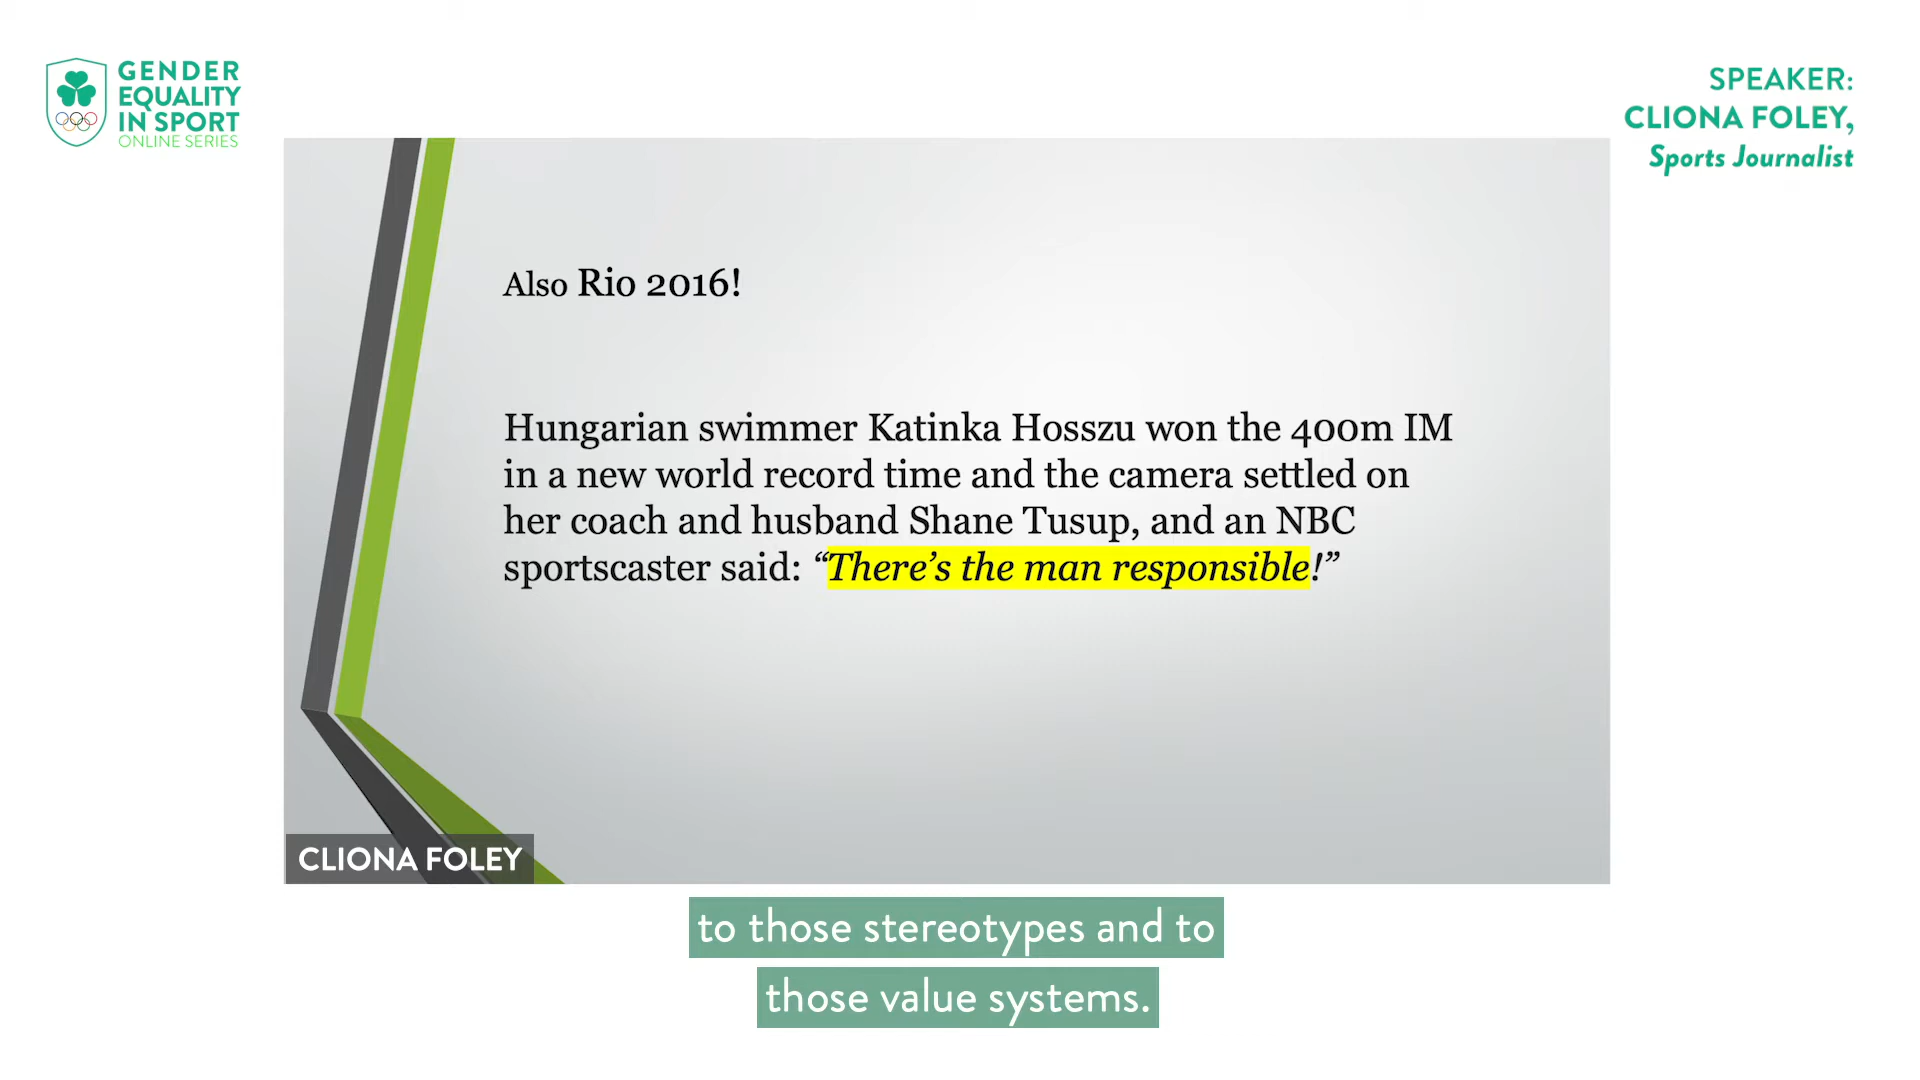 GENDER
EQUALITY
IN SPORT
ONLINE SERIES
SPEAKER:
CLIONA FOLEY,
Sports Journalist
Also Rio 2016!
Hungarian swimmer Katinka Hosszu won the 400m IM
in a new world record time and the camera settled on
her coach and husband Shane Tusup, and an NBC
sportscaster said: “There’s the man responsible!”
CLIONA FOLEY
to those stereotypes and to
those value systems.